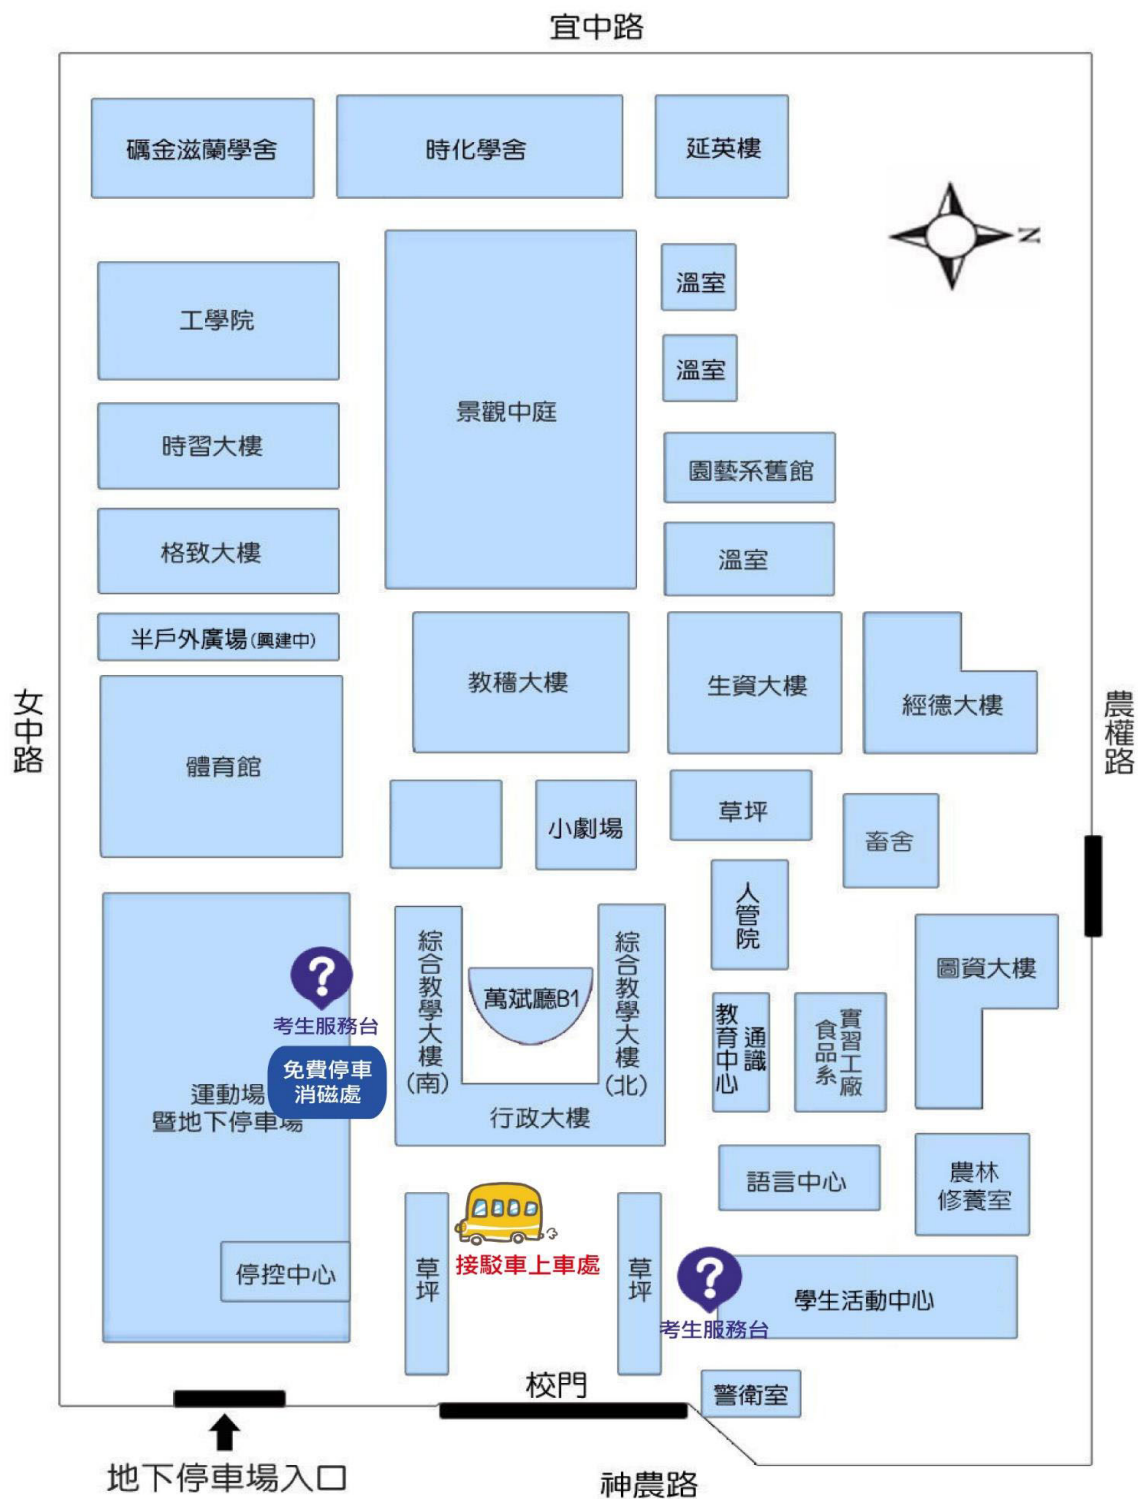 宜中路
礪金滋蘭學舍
時化學舍
延英樓
N
溫室
工學院
溫室
景觀中庭
時習大樓
園藝系舊館
格致大樓
溫室
半戶外廣場(興建中)
教穡大樓
生資大樓
經德大樓
女中路
農權路
體育館
小劇場
草坪
畜舍
人管院
綜合教學大樓(南)
萬斌廳B1
綜合教學大樓(北)
圖資大樓
考生服務台
免費停車
消磁處
運動場
暨地下停車場
行政大樓
通識
教育中心
實習工廠
食品系
語言中心
農林
修養室
停控中心
草坪
接駁車上車處
草坪
考生服務台
學生活動中心
校門
警衛室
地下停車場入口
神農路